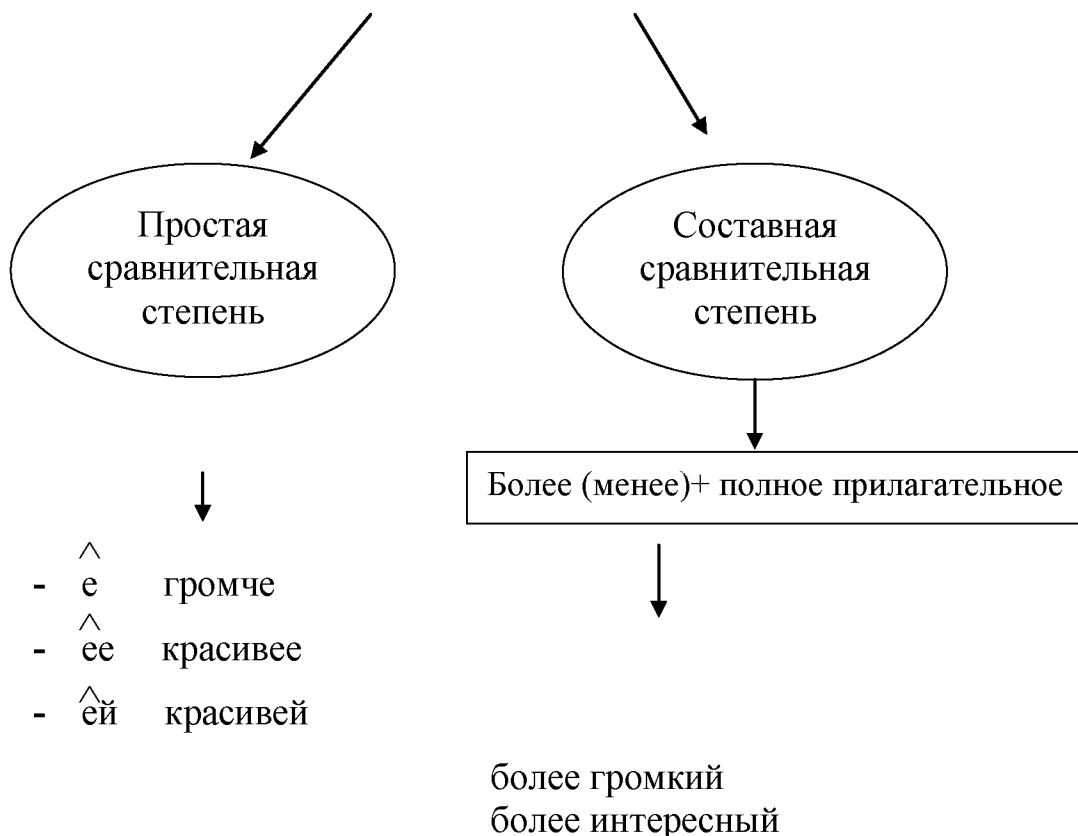 Простая
сравнительная
степень
Составная
сравнительная
степень
Более (менее)+ полное прилагательное
- е громче
- ее красивее
- ей красивей
более громкий
более интересный